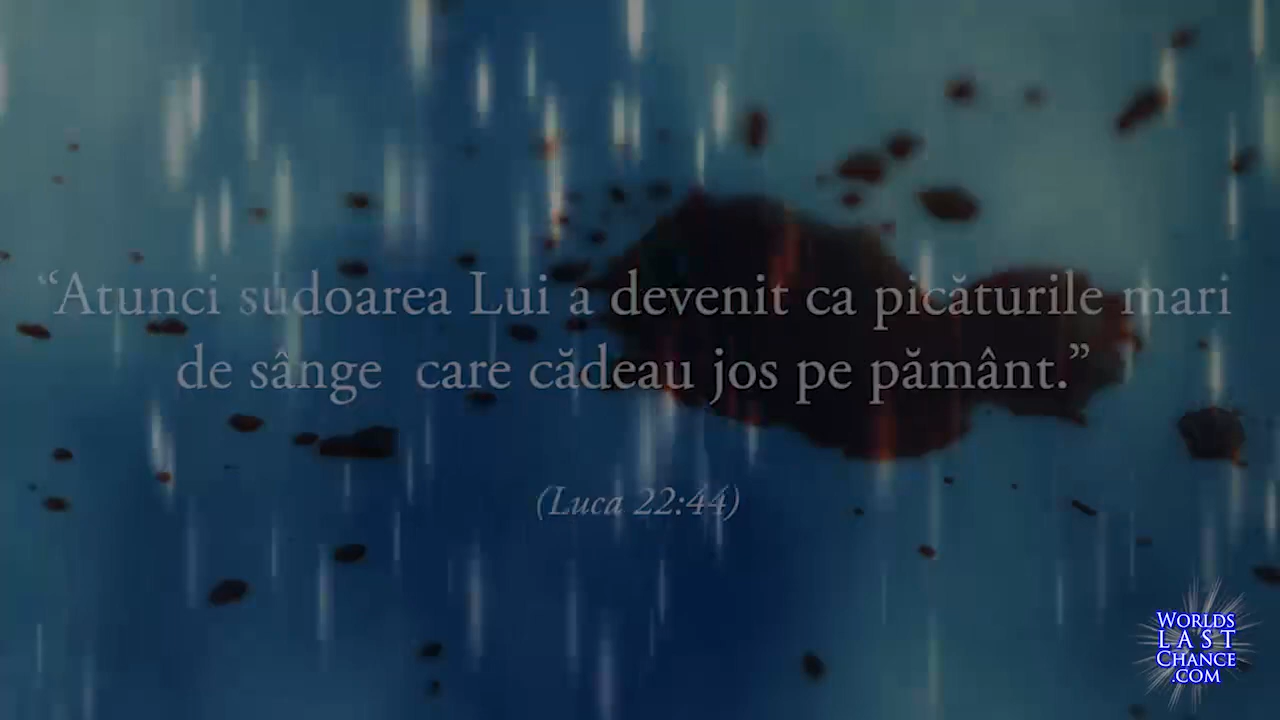 “Atunci sudoarea Lui a devenit ca picăturile mari
de sânge  care cădeau jos pe pământ.”
(Luca 22:44)
WORLDS
LAST
CHANCE
.COM